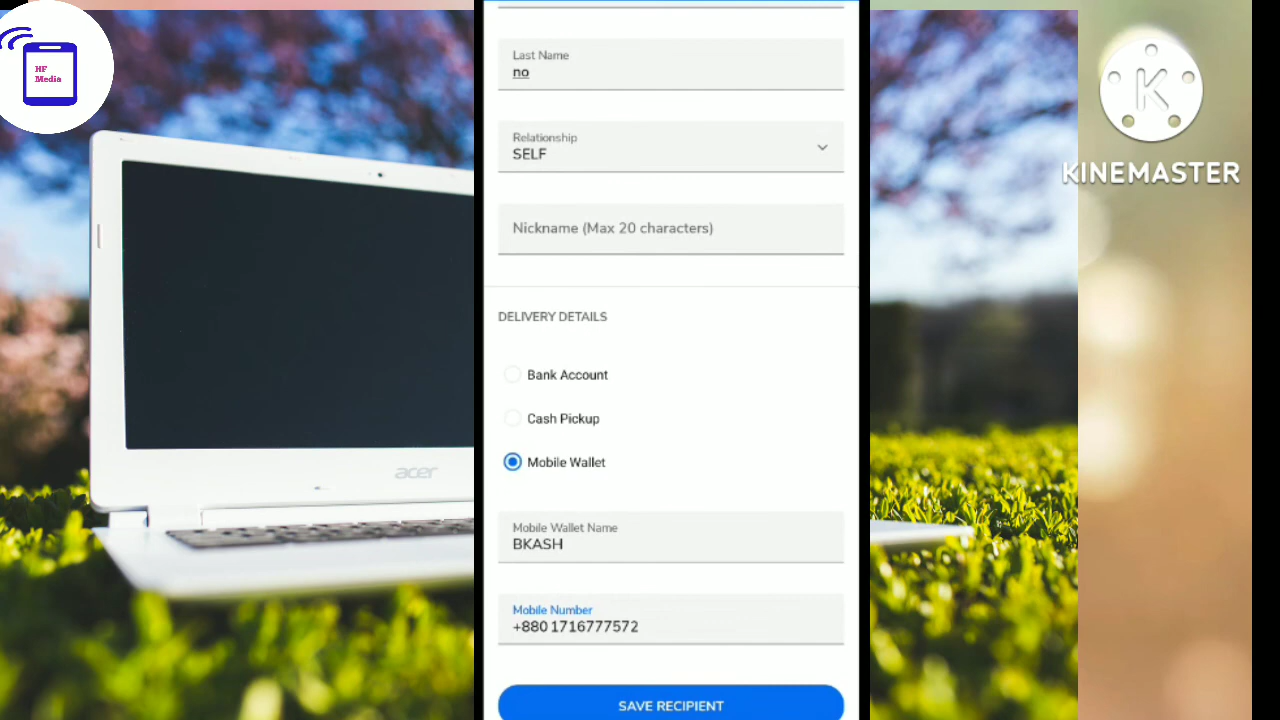 HF
Media
Last Name
no
Relationship
SELF
Nickname (Max 20 characters)
DELIVERY DETAILS
Bank Account
Cash Pickup
Mobile Wallet
Mobile Wallet Name
BKASH
Mobile Number
+880 1716777572
SAVE RECIPIENT
acer
K
KINEMASTER